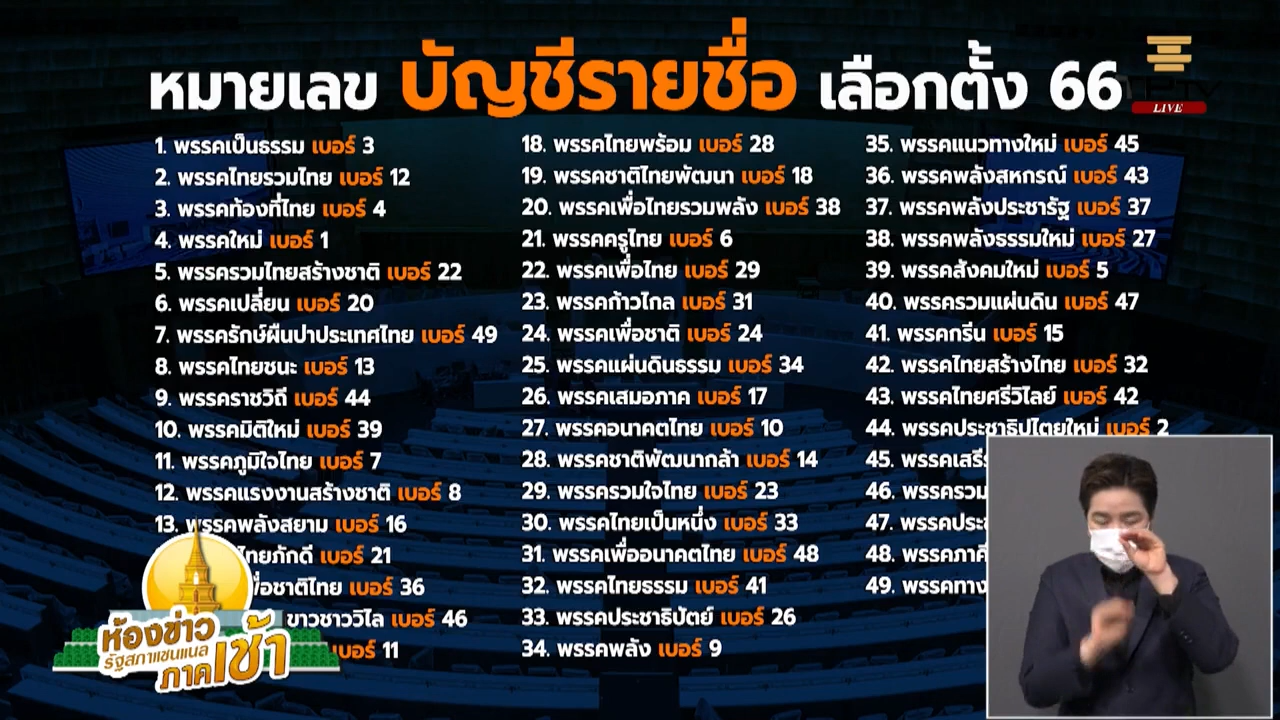 หมายเลข บัญชีรายชื่อ เลือกตั้ง 66
TPTV
LIVE
1. พรรคเป็นธรรม เบอร์ 3
2. พรรคไทยรวมไทย เบอร์ 12
3. พรรคท้องที่ไทย เบอร์ 4
4. พรรคใหม่ เบอร์ 1
5. พรรครวมไทยสร้างชาติ เบอร์ 22
6. พรรคเปลี่ยน เบอร์ 20
7. พรรครักษ์ผืนป่าประเทศไทย เบอร์ 49
8. พรรคไทยชนะ เบอร์ 13
9. พรรคราชวิถี เบอร์ 44
10. พรรคมิติใหม่ เบอร์ 39
11. พรรคภูมิใจไทย เบอร์ 7
12. พรรคแรงงานสร้างชาติ เบอร์ 8
13. พรรคพลังสยาม เบอร์ 16
ไทยภักดี เบอร์ 21
พื่อชาติไทย เบอร์ 36
ขาวชาววิไล เบอร์ 46
เบอร์ 11
18. พรรคไทยพร้อม เบอร์ 28
19. พรรคชาติไทยพัฒนา เบอร์ 18
20. พรรคเพื่อไทยรวมพลัง เบอร์ 38
21. พรรคครูไทย เบอร์ 6
22. พรรคเพื่อไทย เบอร์ 29
23. พรรคก้าวไกล เบอร์ 31
24. พรรคเพื่อชาติ เบอร์ 24
25. พรรคแผ่นดินธรรม เบอร์ 34
26. พรรคเสมอภาค เบอร์ 17
27. พรรคอนาคตไทย เบอร์ 10
28. พรรคชาติพัฒนากล้า เบอร์ 14
29. พรรครวมใจไทย เบอร์ 23
30. พรรคไทยเป็นหนึ่ง เบอร์ 33
31. พรรคเพื่ออนาคตไทย เบอร์ 48
32. พรรคไทยธรรม เบอร์ 41
33. พรรคประชาธิปัตย์ เบอร์ 26
34. พรรคพลัง เบอร์ 9
35. พรรคแนวทางใหม่ เบอร์ 45
36. พรรคพลังสหกรณ์ เบอร์ 43
37. พรรคพลังประชารัฐ เบอร์ 37
38. พรรคพลังธรรมใหม่ เบอร์ 27
39. พรรคสังคมใหม่ เบอร์ 5
40. พรรครวมแผ่นดิน เบอร์ 47
41. พรรคกรีน เบอร์ 15
42. พรรคไทยสร้างไทย เบอร์ 32
43. พรรคไทยศรีวิไลย์ เบอร์ 42
44. พรรคประชาธิปไตยใหม่ เบอร์ 2
45. พรรคเสรี
46. พรรครวม
47. พรรคประช
48. พรรคภาคี
49. พรรคทาง
ห้องข่าว
รัฐสภาแชนแนล
ภาคเช้า